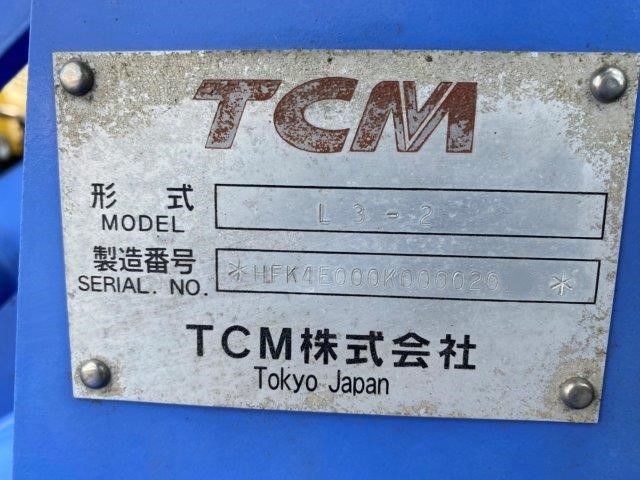 TCM
形 式
MODEL
L 3 - 2
製造番号
SERIAL. NO.
*HFK4E000K000020 *
TCM株式会社
Tokyo Japan